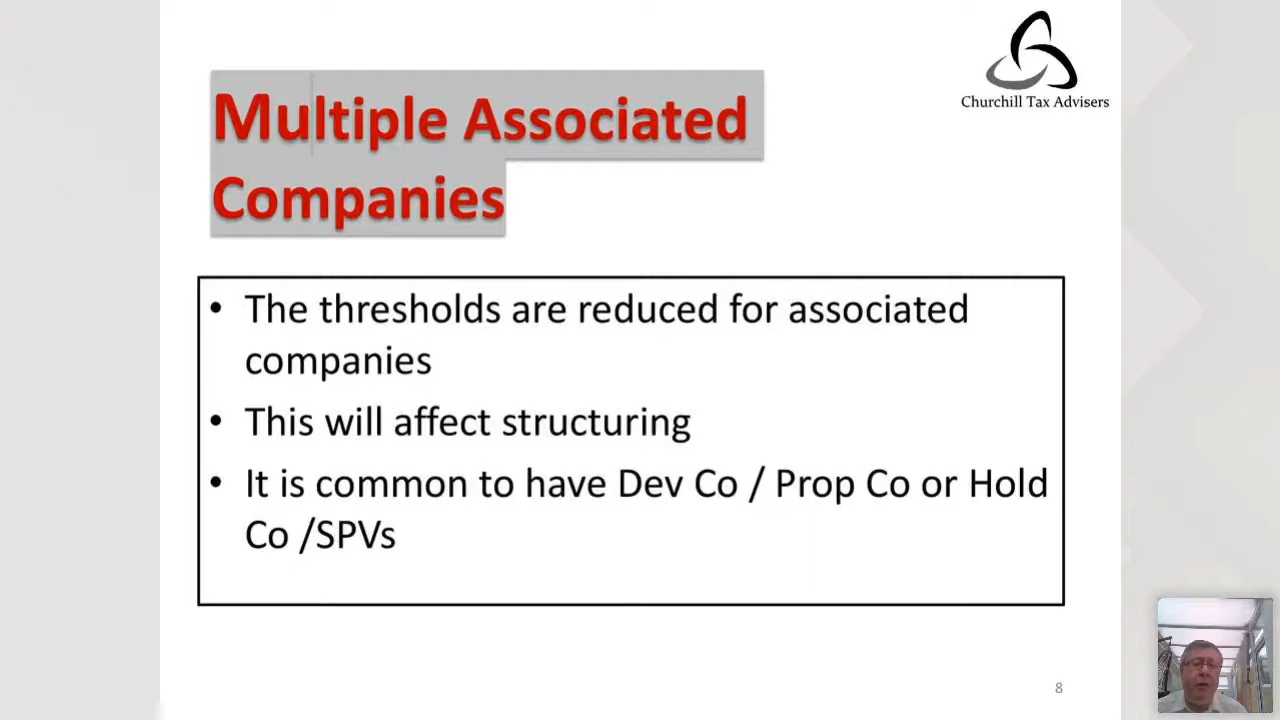 Churchill Tax Advisers
Multiple Associated
Companies
• The thresholds are reduced for associated
companies
• This will affect structuring
• It is common to have Dev Co / Prop Co or Hold
Co /SPVs
8